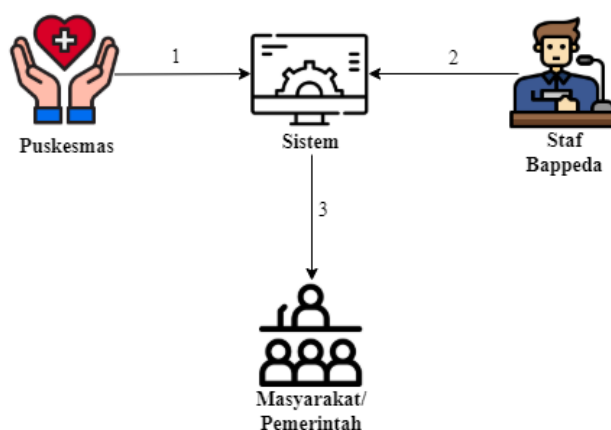 1
2
Puskesmas
Sistem
Staf
Bappeda
3
Masyarakat/
Pemerintah